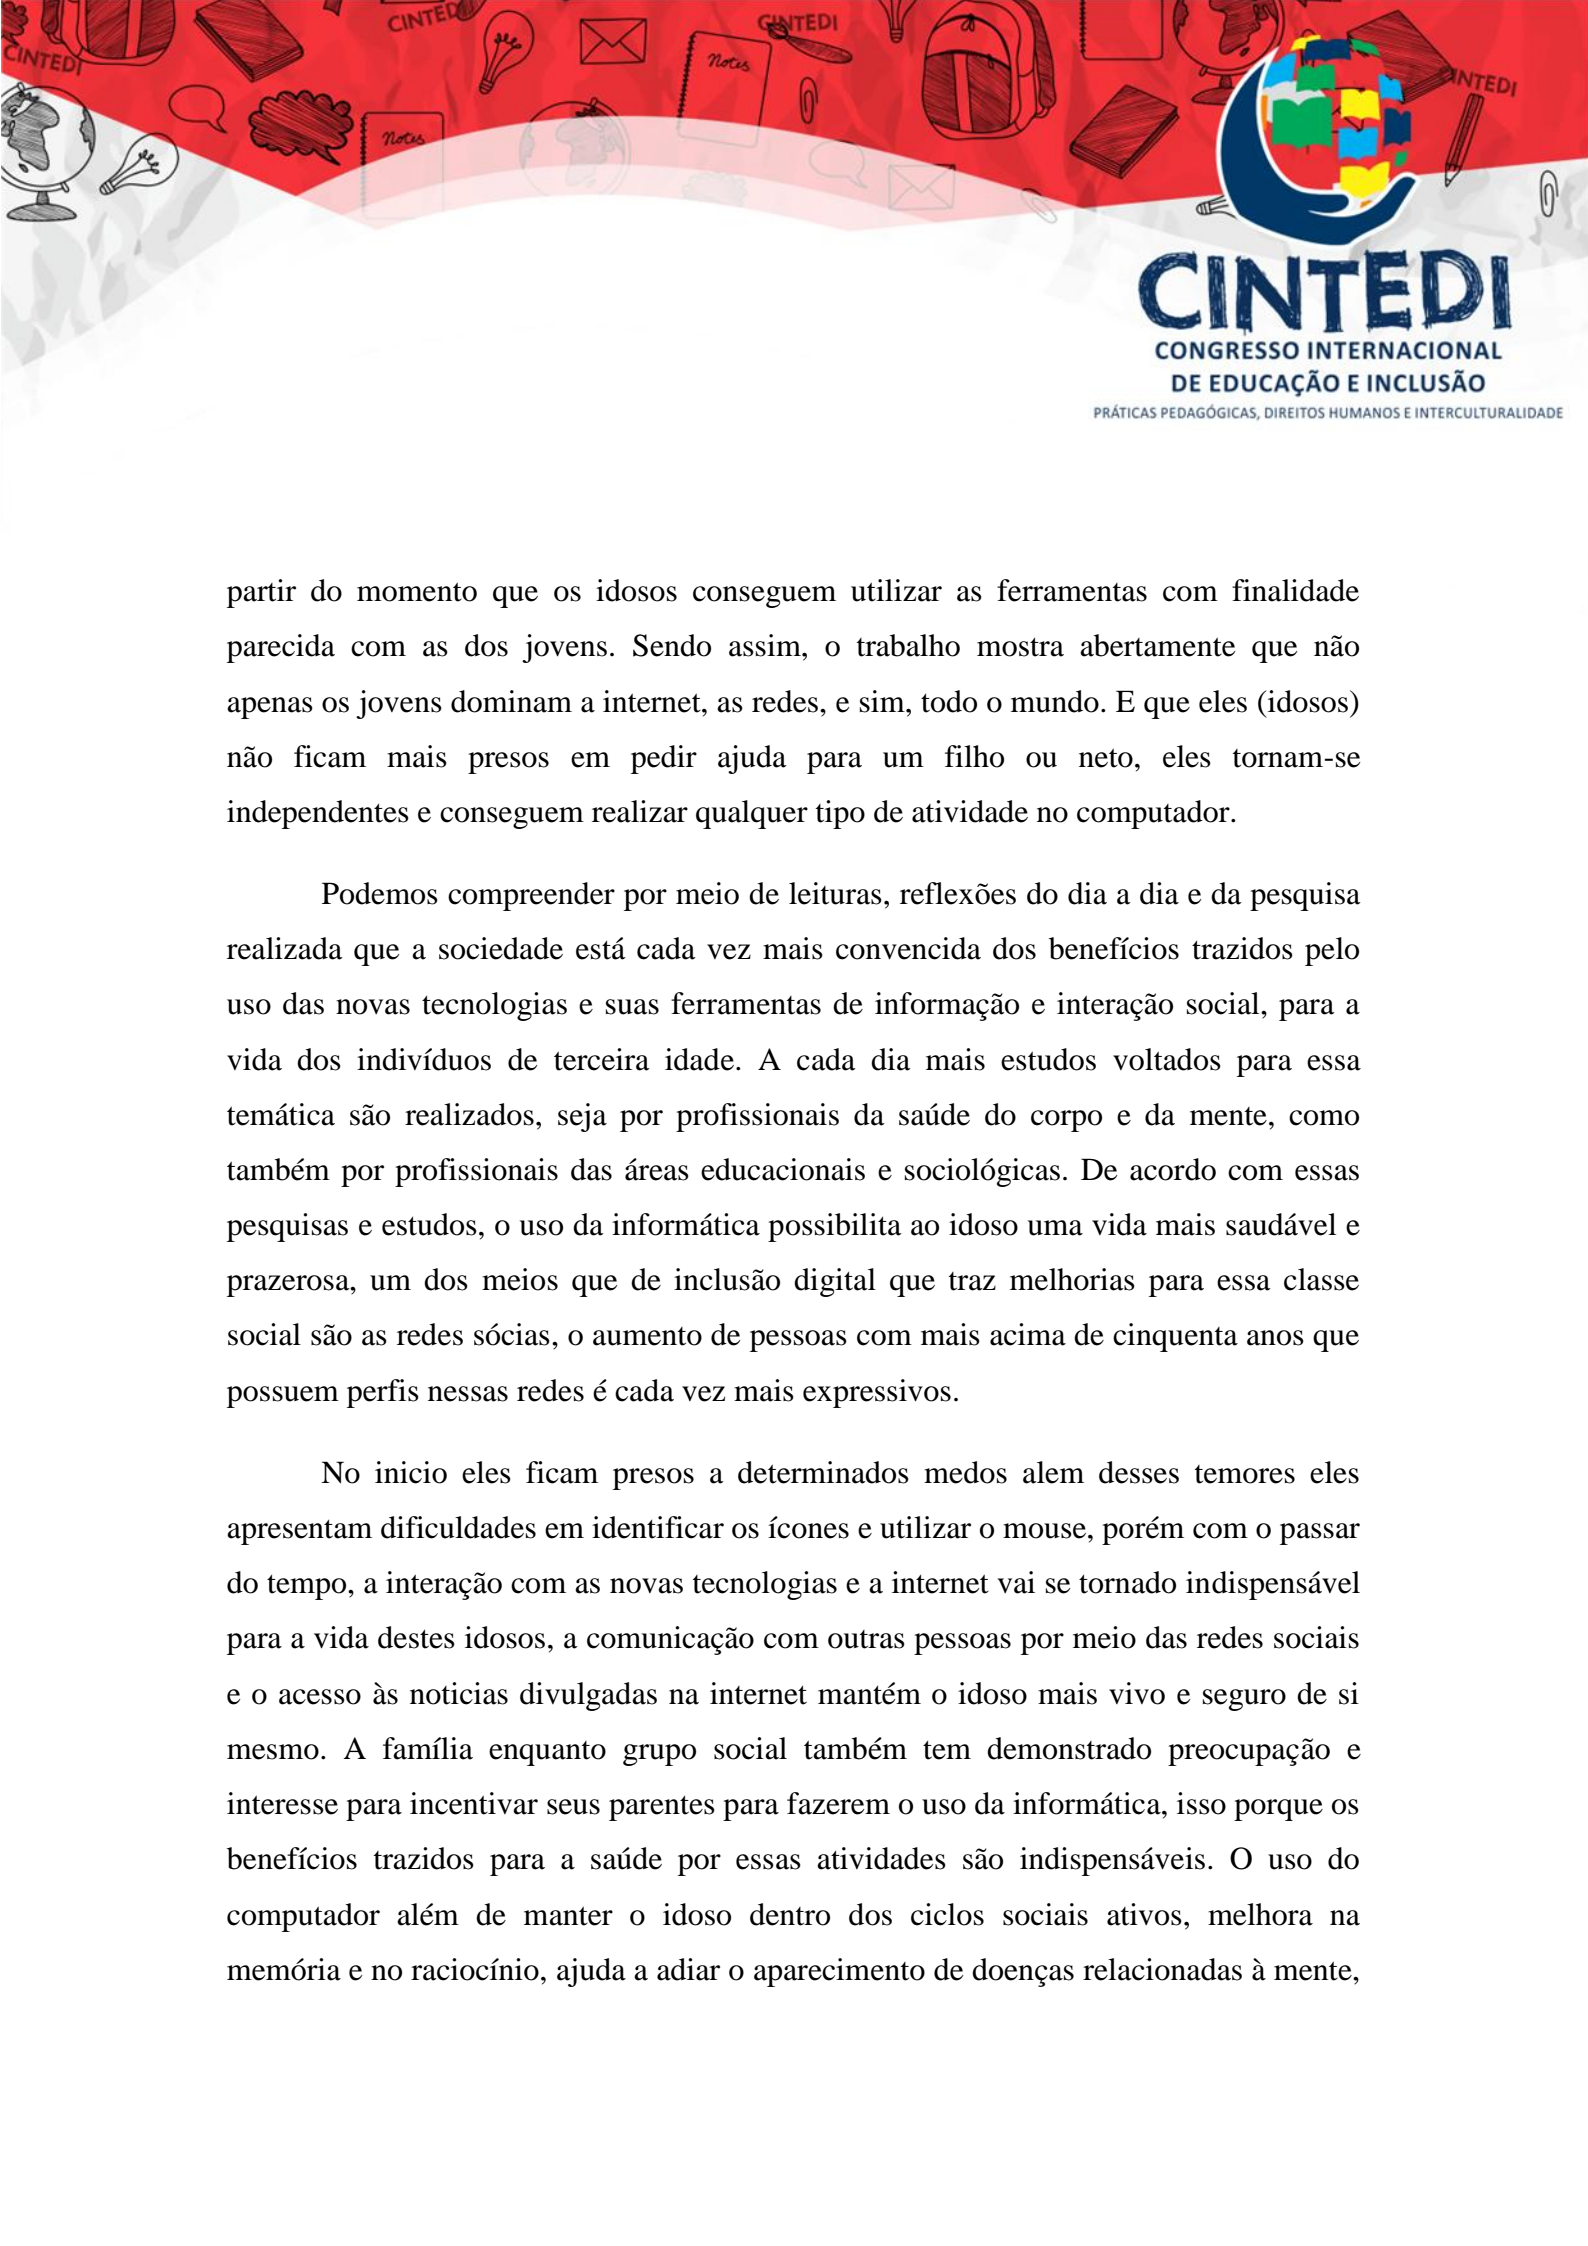 CINTEDI
CINTEDI
CINTEDI
CINTEDI
Notes
Notes
CINTEDI
CONGRESSO INTERNACIONAL
DE EDUCAÇÃO E INCLUSÃO
PRÁTICAS PEDAGÓGICAS, DIREITOS HUMANOS E INTERCULTURALIDADE
partir do momento que os idosos conseguem utilizar as ferramentas com finalidade
parecida com as dos jovens. Sendo assim, o trabalho mostra abertamente que não
apenas os jovens dominam a internet, as redes, e sim, todo o mundo. E que eles (idosos)
não ficam mais presos em pedir ajuda para um filho ou neto, eles tornam-se
independentes e conseguem realizar qualquer tipo de atividade no computador.
Podemos compreender por meio de leituras, reflexões do dia a dia e da pesquisa
realizada que a sociedade está cada vez mais convencida dos benefícios trazidos pelo
uso das novas tecnologias e suas ferramentas de informação e interação social, para a
vida dos indivíduos de terceira idade. A cada dia mais estudos voltados para essa
temática são realizados, seja por profissionais da saúde do corpo e da mente, como
também por profissionais das áreas educacionais e sociológicas. De acordo com essas
pesquisas e estudos, o uso da informática possibilita ao idoso uma vida mais saudável e
prazerosa, um dos meios que de inclusão digital que traz melhorias para essa classe
social são as redes sócias, o aumento de pessoas com mais acima de cinquenta anos que
possuem perfis nessas redes é cada vez mais expressivos.
No inicio eles ficam presos a determinados medos alem desses temores eles
apresentam dificuldades em identificar os ícones e utilizar o mouse, porém com o passar
do tempo, a interação com as novas tecnologias e a internet vai se tornado indispensável
para a vida destes idosos, a comunicação com outras pessoas por meio das redes sociais
e o acesso às noticias divulgadas na internet mantém o idoso mais vivo e seguro de si
mesmo. A família enquanto grupo social também tem demonstrado preocupação e
interesse para incentivar seus parentes para fazerem o uso da informática, isso porque os
benefícios trazidos para a saúde por essas atividades são indispensáveis. O uso do
computador além de manter o idoso dentro dos ciclos sociais ativos, melhora na
memória e no raciocínio, ajuda a adiar o aparecimento de doenças relacionadas à mente,